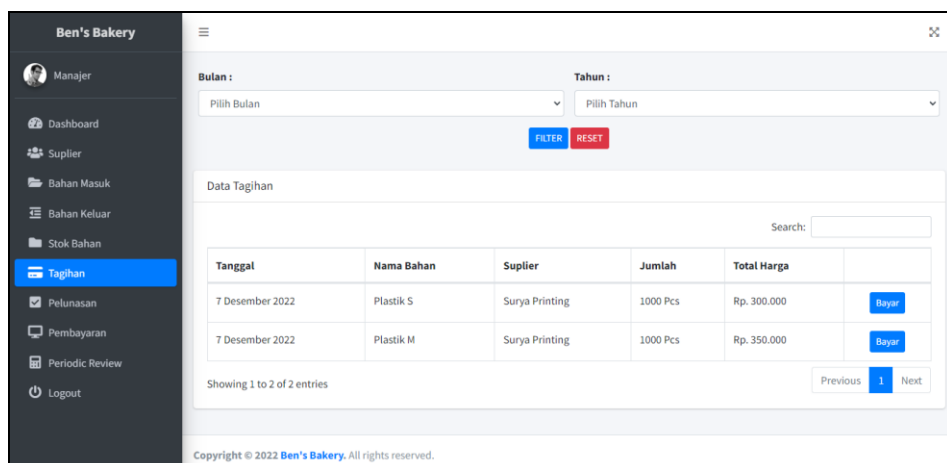 Ben's Bakery
Manajer
Dashboard
Suplier
Bahan Masuk
Bahan Keluar
Stok Bahan
Tagihan
Pelunasan
Pembayaran
Periodic Review
Logout
Bulan : Tahun :
Pilih Bulan Pilih Tahun
FILTER RESET
Data Tagihan
Search:
Tanggal Nama Bahan Suplier Jumlah Total Harga
7 Desember 2022 Plastik S Surya Printing 1000 Pcs Rp. 300.000 Bayar
7 Desember 2022 Plastik M Surya Printing 1000 Pcs Rp. 350.000 Bayar
Showing 1 to 2 of 2 entries Previous 1 Next
Copyright © 2022 Ben's Bakery. All rights reserved.